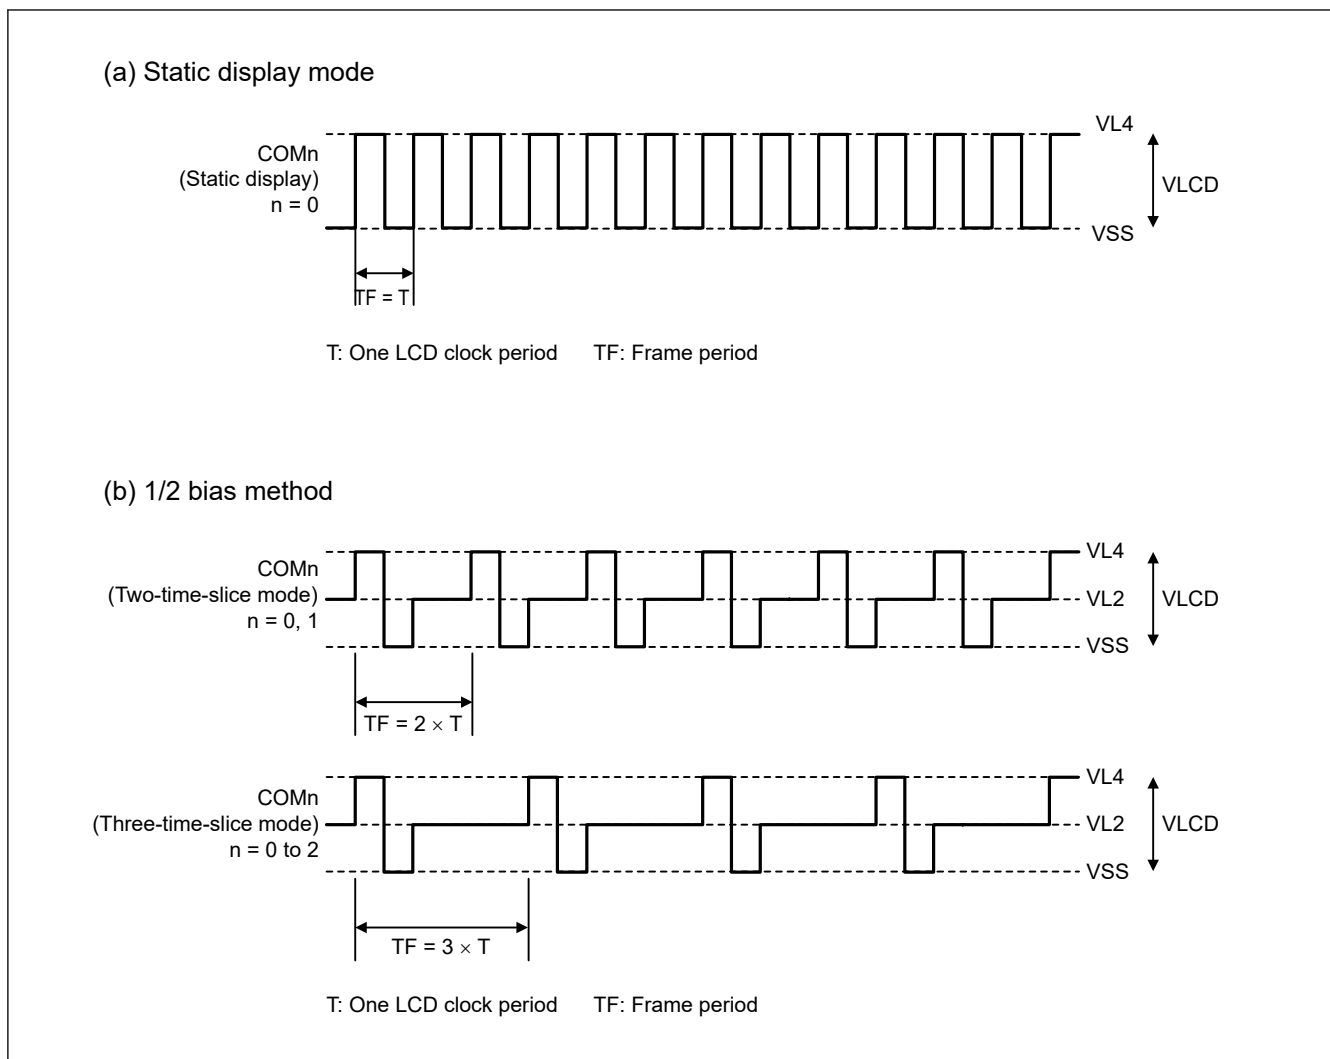 (a) Static display mode
COMn
(Static display)
n = 0
VL4
VLCD
VSS
TF = T
T: One LCD clock period TF: Frame period
(b) 1/2 bias method
COMn
(Two-time-slice mode)
n = 0, 1
VL4
VL2
VLCD
VSS
TF = 2 × T
COMn
(Three-time-slice mode)
n = 0 to 2
VL4
VL2
VLCD
VSS
TF = 3 × T
T: One LCD clock period TF: Frame period